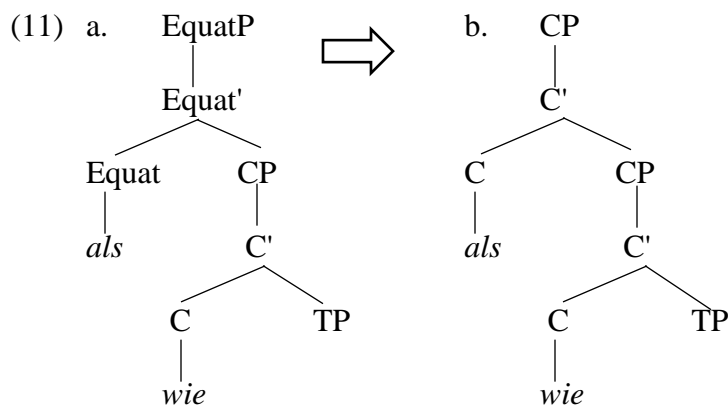 (11) a. EquatP b. CP
Equat' C'
Equat CP C CP
als C' als C'
C TP C TP
wie wie